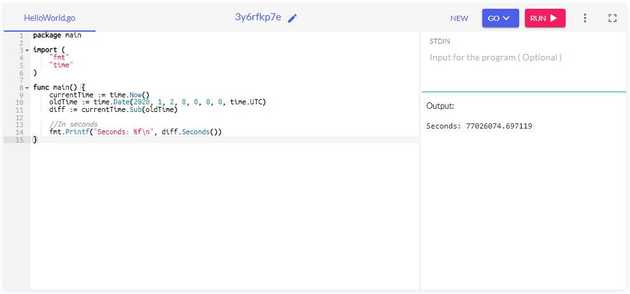 HelloWorld.go
3y6rfkp7e
NEW
GO
RUN
1 package main
2
3 import (
4 "fmt"
5 "time"
6 )
7
8 func main() {
9 currentTime := time.Now()
10 oldTime := time.Date(2020, 1, 2, 0, 0, 0, 0, time.UTC)
11 diff := currentTime.Sub(oldTime)
12
13 //In seconds
14 fmt.Printf("Seconds: %f\n", diff.Seconds())
15 }
STDIN
Input for the program ( Optional )
Output:
Seconds: 77026074.697119